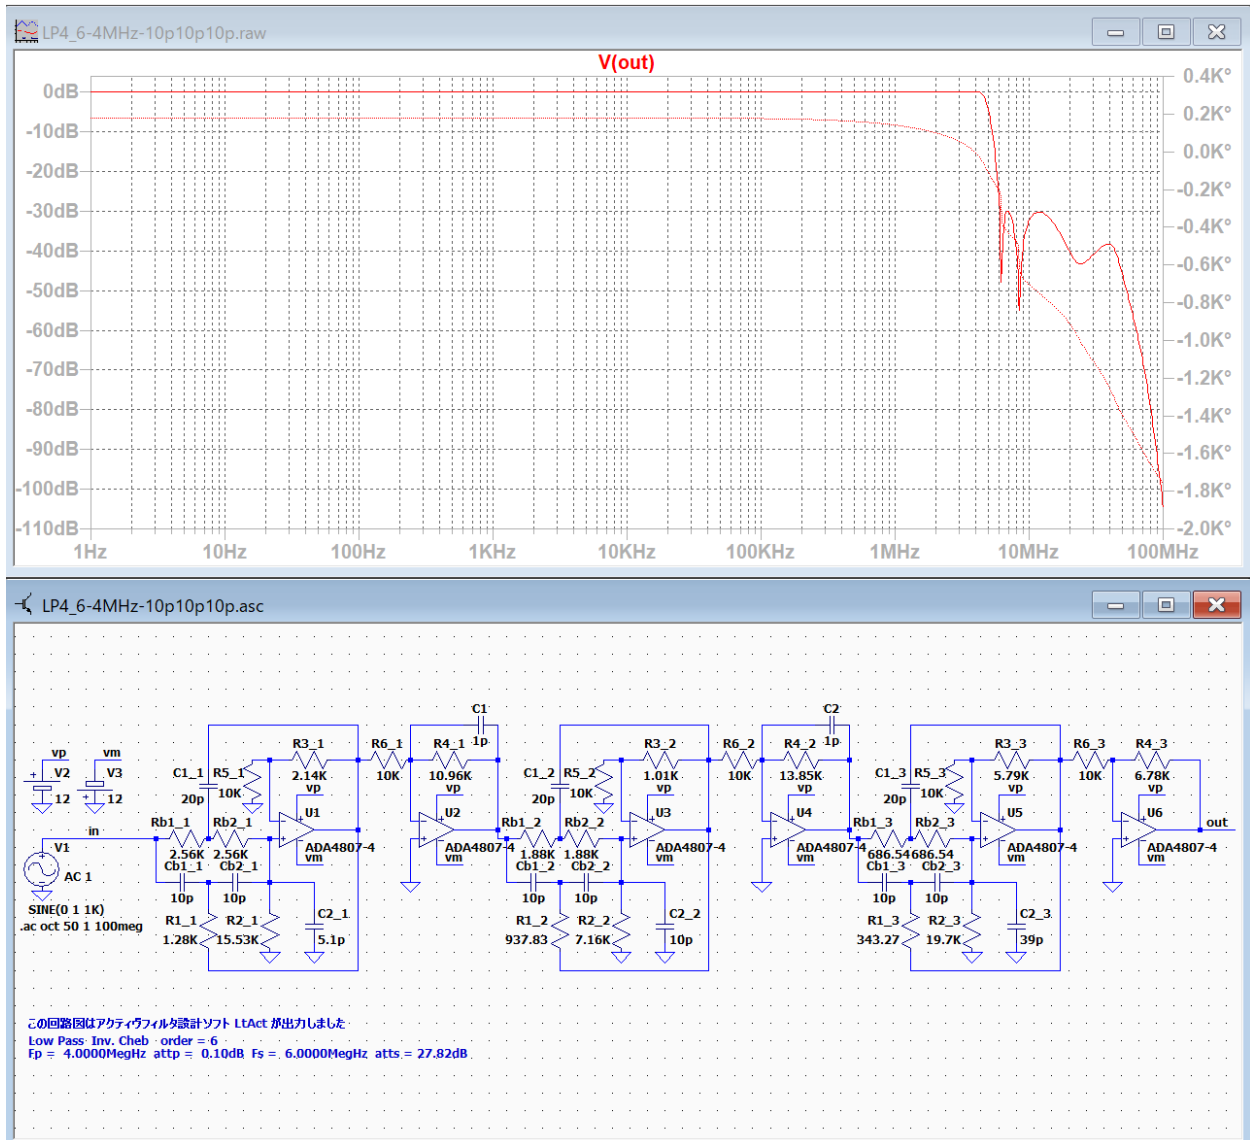 LP4_6-4MHz-10p10p10p.raw
V(out)
0dB
-10dB
-20dB
-30dB
-40dB
-50dB
-60dB
-70dB
-80dB
-90dB
-100dB
-110dB
0.4K°
0.2K°
0.0K°
-0.2K°
-0.4K°
-0.6K°
-0.8K°
-1.0K°
-1.2K°
-1.4K°
-1.6K°
-1.8K°
-2.0K°
1Hz 10Hz 100Hz 1KHz 10KHz 100KHz 1MHz 10MHz 100MHz
LP4_6-4MHz-10p10p10p.asc
vp
V2
12
vm
V3
12
in
V1
AC 1
SINE(0 1 1K)
.ac oct 50 1 100meg
C1_1
20p
R5_1
10K
R3_1
2.14K
vp
U1
ADA4807-4
vm
Rb1_1
2.56K
Rb2_1
2.56K
Cb1_1
10p
Cb2_1
10p
R1_1
1.28K
R2_1
15.53K
C2_1
5.1p
R6_1
10K
R4_1
10.96K
C1
1p
vp
U2
ADA4807-4
vm
C1_2
20p
R5_2
10K
R3_2
1.01K
vp
U3
ADA4807-4
vm
Rb1_2
1.88K
Rb2_2
1.88K
Cb1_2
10p
Cb2_2
10p
R1_2
937.83
R2_2
7.16K
C2_2
10p
R6_2
10K
R4_2
13.85K
C2
1p
vp
U4
ADA4807-4
vm
C1_3
20p
R5_3
10K
R3_3
5.79K
vp
U5
ADA4807-4
vm
Rb1_3
686.54
Rb2_3
686.54
Cb1_3
10p
Cb2_3
10p
R1_3
343.27
R2_3
19.7K
C2_3
39p
R6_3
10K
R4_3
6.78K
vp
U6
ADA4807-4
vm
out
この回路図はアクティヴフィルタ設計ソフト LtAct が出力しました
Low Pass Inv. Cheb order = 6
Fp = 4.0000MegHz attp = 0.10dB Fs = 6.0000MegHz atts = 27.82dB